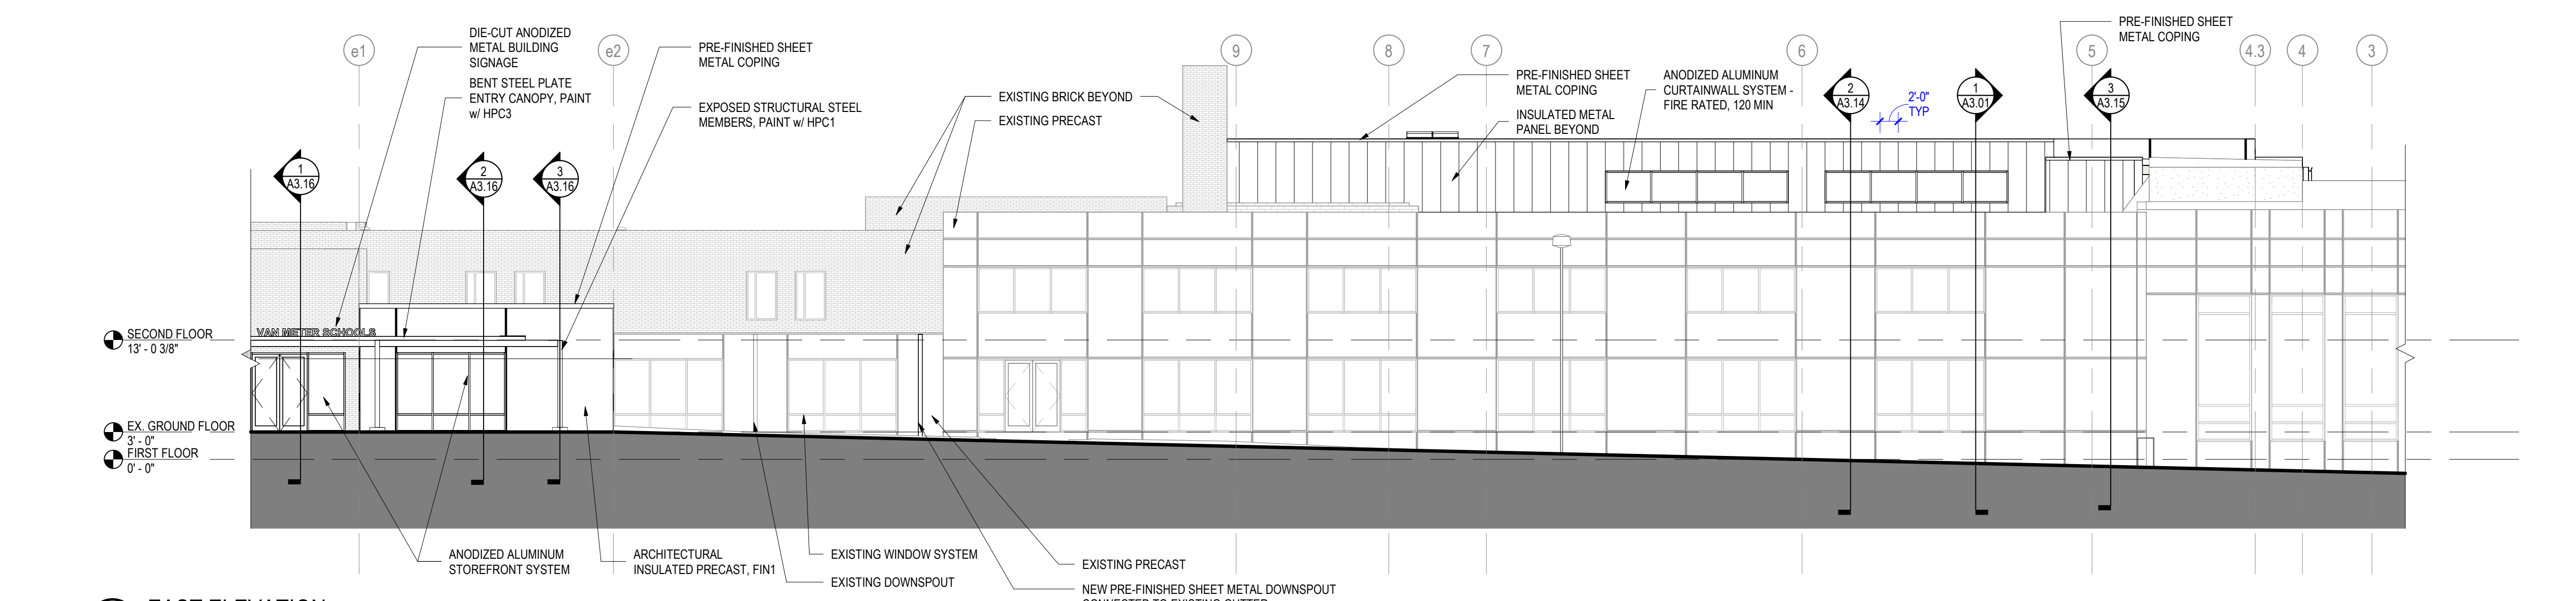 DIE-CUT ANODIZED
METAL BUILDING
SIGNAGE
BENT STEEL PLATE
ENTRY CANOPY, PAINT
w/ HPC3
PRE-FINISHED SHEET
METAL COPING
EXPOSED STRUCTURAL STEEL
MEMBERS, PAINT w/ HPC1
EXISTING BRICK BEYOND
EXISTING PRECAST
PRE-FINISHED SHEET
METAL COPING
INSULATED METAL
PANEL BEYOND
ANODIZED ALUMINUM
CURTAINWALL SYSTEM -
FIRE RATED, 120 MIN
2'-0"
TYP
PRE-FINISHED SHEET
METAL COPING
e1
e2
9
8
7
6
5
4.3
4
3
1
A3.16
2
A3.16
3
A3.16
2
A3.14
1
A3.01
3
A3.15
VAN METER SCHOOLS
SECOND FLOOR
13' - 0 3/8"
EX. GROUND FLOOR
3' - 0"
FIRST FLOOR
0' - 0"
ANODIZED ALUMINUM
STOREFRONT SYSTEM
ARCHITECTURAL
INSULATED PRECAST, FIN1
EXISTING WINDOW SYSTEM
EXISTING DOWNSPOUT
EXISTING PRECAST
NEW PRE-FINISHED SHEET METAL DOWNSPOUT
CONNECTED TO EXISTING GUTTER
EAST ELEVATION